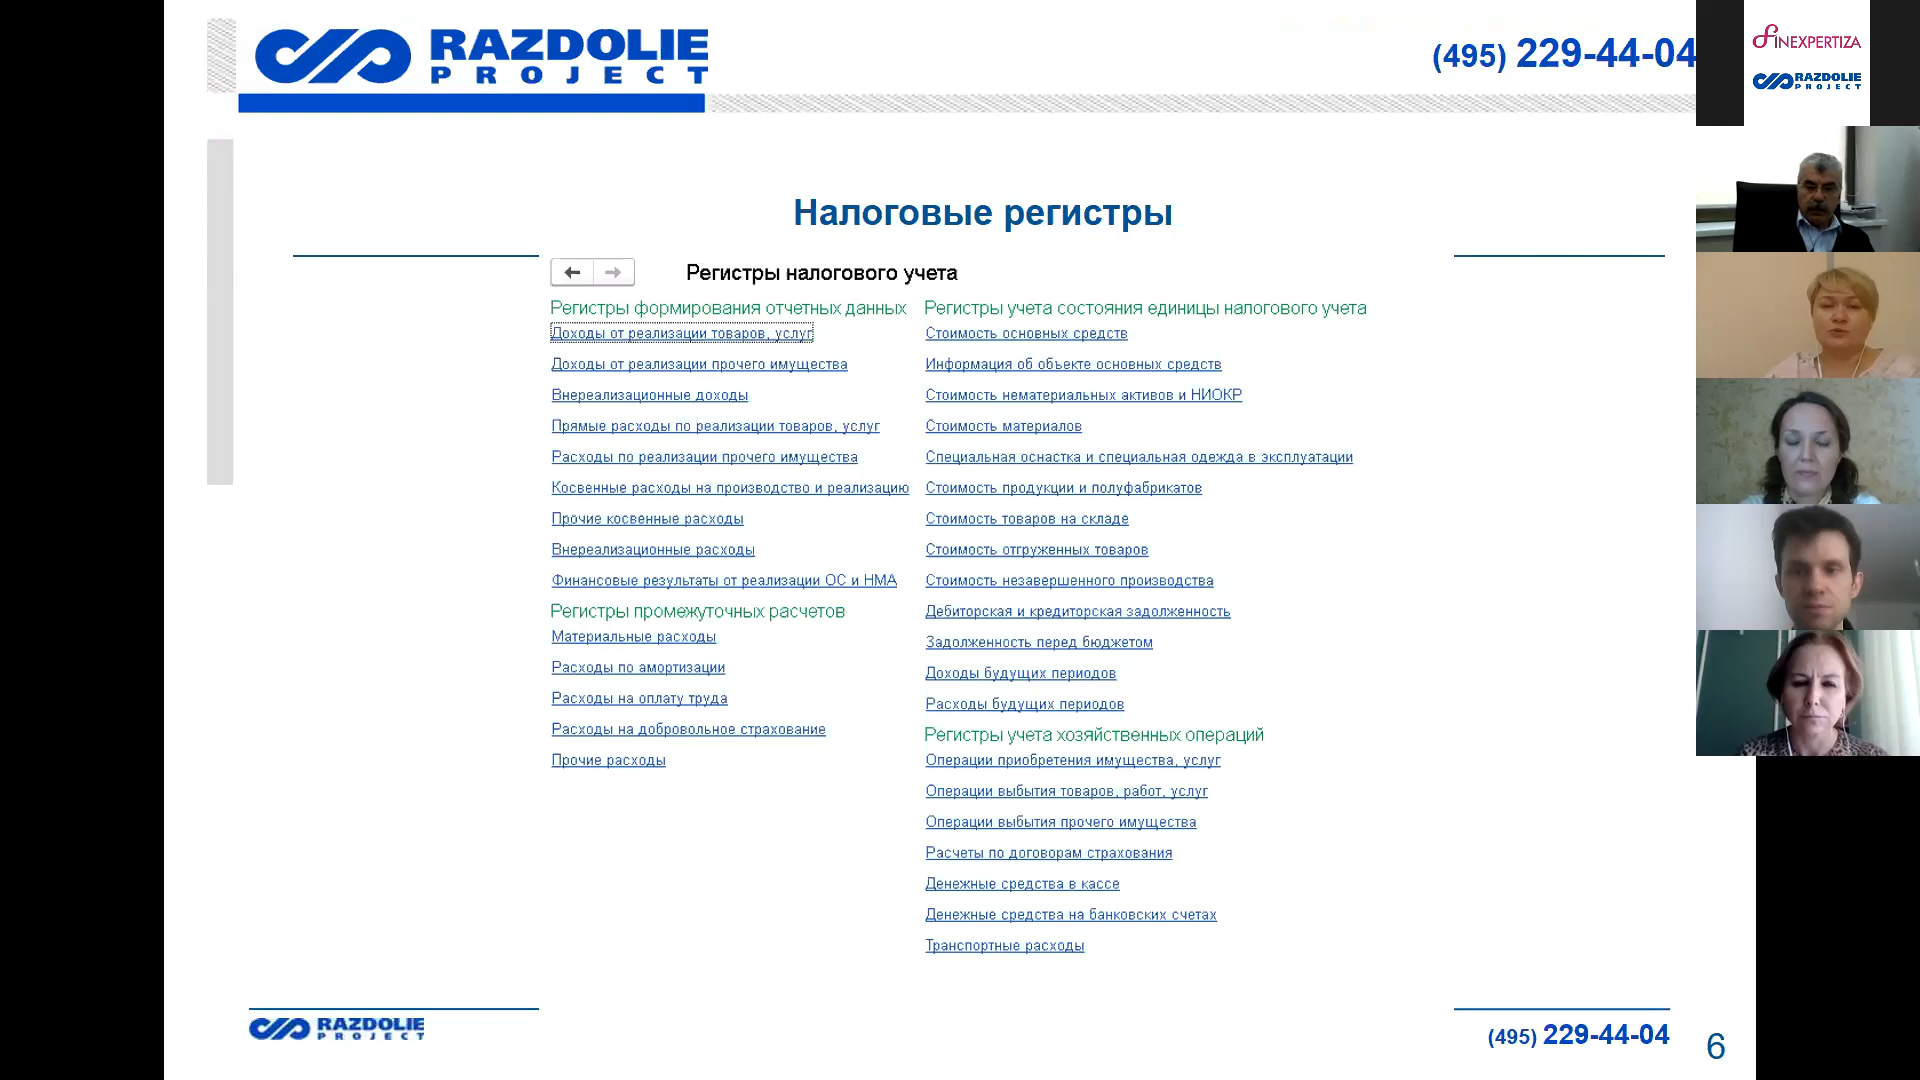 RAZDOLIE
PROJECT
(495) 229-44-04
FINEXPERTIZA
RAZDOLIE
PROJECT
Налоговые регистры
Регистры налогового учета
Регистры формирования отчетных данных
Доходы от реализации товаров, услуг
Доходы от реализации прочего имущества
Внереализационные доходы
Прямые расходы по реализации товаров, услуг
Расходы по реализации прочего имущества
Косвенные расходы на производство и реализацию
Прочие косвенные расходы
Внереализационные расходы
Финансовые результаты от реализации ОС и НМА
Регистры промежуточных расчетов
Материальные расходы
Расходы по амортизации
Расходы на оплату труда
Расходы на добровольное страхование
Прочие расходы
Регистры учета состояния единицы налогового учета
Стоимость основных средств
Информация об объекте основных средств
Стоимость нематериальных активов и НИОКР
Стоимость материалов
Специальная оснастка и специальная одежда в эксплуатации
Стоимость продукции и полуфабрикатов
Стоимость товаров на складе
Стоимость отгруженных товаров
Стоимость незавершенного производства
Дебиторская и кредиторская задолженность
Задолженность перед бюджетом
Доходы будущих периодов
Расходы будущих периодов
Регистры учета хозяйственных операций
Операции приобретения имущества, услуг
Операции выбытия товаров, работ, услуг
Операции выбытия прочего имущества
Расчеты по договорам страхования
Денежные средства в кассе
Денежные средства на банковских счетах
Транспортные расходы
RAZDOLIE
PROJECT
(495) 229-44-04
6